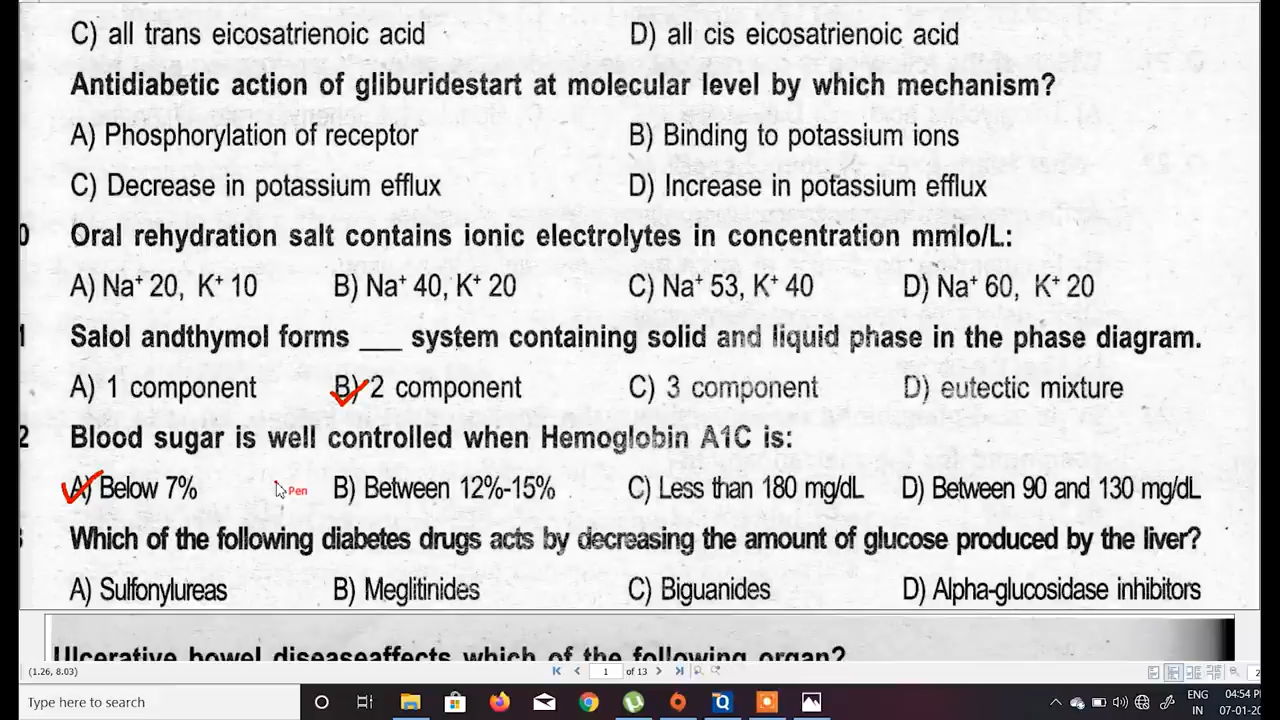 C) all trans eicosatrienoic acid D) all cis eicosatrienoic acid
Antidiabetic action of gliburidestart at molecular level by which mechanism?
A) Phosphorylation of receptor B) Binding to potassium ions
C) Decrease in potassium efflux D) Increase in potassium efflux
0 Oral rehydration salt contains ionic electrolytes in concentration mmlo/L:
A) Na⁺ 20, K⁺ 10 B) Na⁺ 40, K⁺ 20 C) Na⁺ 53, K⁺ 40 D) Na⁺ 60, K⁺ 20
1 Salol andthymol forms ___ system containing solid and liquid phase in the phase diagram.
A) 1 component B) 2 component C) 3 component D) eutectic mixture
2 Blood sugar is well controlled when Hemoglobin A1C is:
A) Below 7% Pen B) Between 12%-15% C) Less than 180 mg/dL D) Between 90 and 130 mg/dL
3 Which of the following diabetes drugs acts by decreasing the amount of glucose produced by the liver?
A) Sulfonylureas B) Meglitinides C) Biguanides D) Alpha-glucosidase inhibitors
Ulcerative bowel diseaseaffects which of the following organ?
(1.26, 8.03) 1 of 13 2
Type here to search ENG 04:54 PM
IN 07-01-20